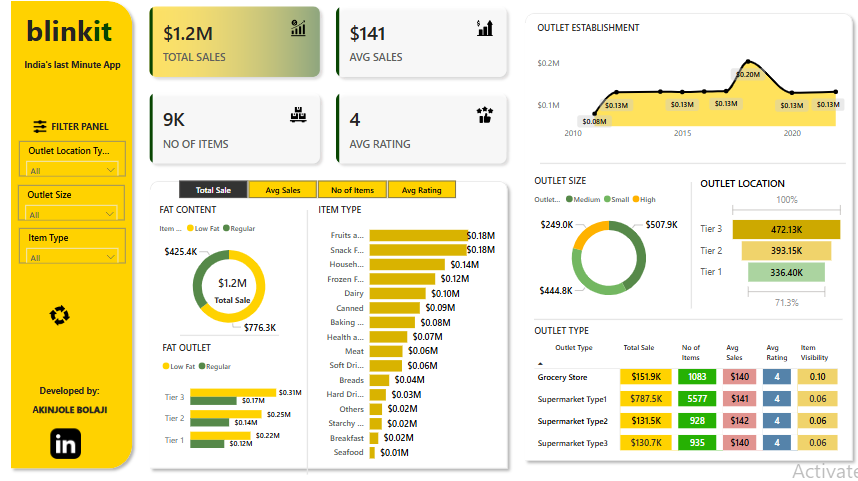 blinkit
India's last Minute App
FILTER PANEL
Outlet Location Ty...
All
Outlet Size
All
Item Type
All
Developed by:
AKINJOLE BOLAJI
in
$1.2M
TOTAL SALES
$141
AVG SALES
9K
NO OF ITEMS
4
AVG RATING
Total Sale
Avg Sales
No of Items
Avg Rating
FAT CONTENT
Item ... Low Fat Regular
$425.4K
$1.2M
Total Sale
$776.3K
FAT OUTLET
Low Fat Regular
Tier 3 $0.31M
$0.17M
Tier 2 $0.25M
$0.14M
Tier 1 $0.22M
$0.12M
ITEM TYPE
Fruits a... $0.18M
Snack F... $0.18M
Househ... $0.14M
Frozen F... $0.12M
Dairy $0.10M
Canned $0.09M
Baking ... $0.08M
Health a... $0.07M
Meat $0.06M
Soft Dri... $0.06M
Breads $0.04M
Hard Dri... $0.03M
Others $0.02M
Starchy ... $0.02M
Breakfast $0.02M
Seafood $0.01M
OUTLET ESTABLISHMENT
$0.2M
$0.1M
$0.08M
$0.13M
$0.13M
$0.13M
$0.20M
$0.13M
$0.13M
2010 2015 2020
OUTLET SIZE
Outlet... Medium Small High
$249.0K
$507.9K
$444.8K
OUTLET LOCATION
100%
Tier 3 472.13K
Tier 2 393.15K
Tier 1 336.40K
71.3%
OUTLET TYPE
Outlet Type Total Sale No of Items Avg Sales Avg Rating Item Visibility
Grocery Store $151.9K 1083 $140 4 0.10
Supermarket Type1 $787.5K 5577 $141 4 0.06
Supermarket Type2 $131.5K 928 $142 4 0.06
Supermarket Type3 $130.7K 935 $140 4 0.06
Activate